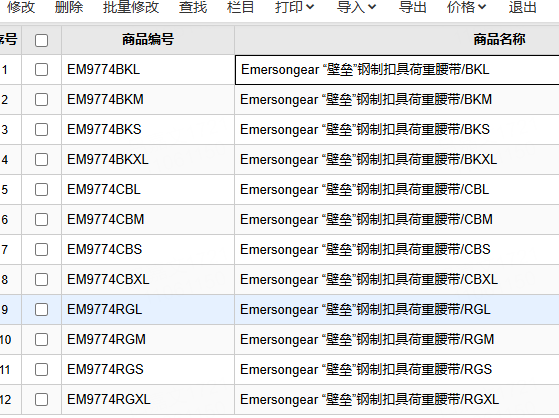 修改 删除 批量修改 查找 栏目 打印 导入 导出 价格 退出
序号 商品编号 商品名称
1 EM9774BKL Emersongear “壁垒”钢制扣具荷重腰带/BKL
2 EM9774BKM Emersongear “壁垒”钢制扣具荷重腰带/BKM
3 EM9774BKS Emersongear “壁垒”钢制扣具荷重腰带/BKS
4 EM9774BKXL Emersongear “壁垒”钢制扣具荷重腰带/BKXL
5 EM9774CBL Emersongear “壁垒”钢制扣具荷重腰带/CBL
6 EM9774CBM Emersongear “壁垒”钢制扣具荷重腰带/CBM
7 EM9774CBS Emersongear “壁垒”钢制扣具荷重腰带/CBS
8 EM9774CBXL Emersongear “壁垒”钢制扣具荷重腰带/CBXL
9 EM9774RGL Emersongear “壁垒”钢制扣具荷重腰带/RGL
10 EM9774RGM Emersongear “壁垒”钢制扣具荷重腰带/RGM
11 EM9774RGS Emersongear “壁垒”钢制扣具荷重腰带/RGS
12 EM9774RGXL Emersongear “壁垒”钢制扣具荷重腰带/RGXL